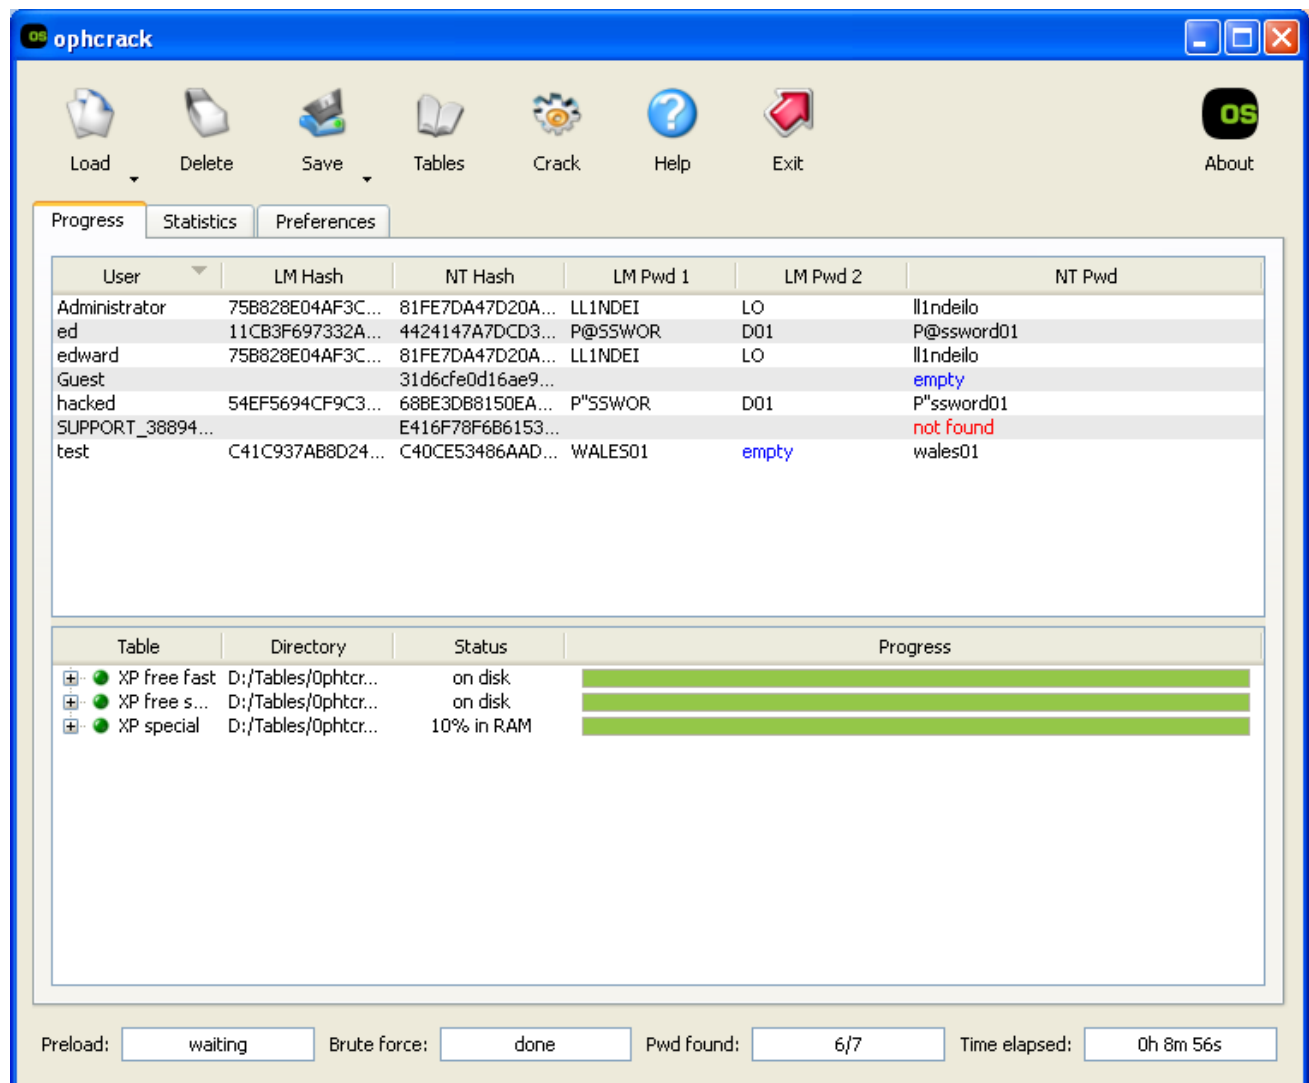 ophcrack
Load Delete Save Tables Crack Help Exit About
Progress Statistics Preferences
User LM Hash NT Hash LM Pwd 1 LM Pwd 2 NT Pwd
Administrator 75B828E04AF3C... 81FE7DA47D20A... LL1NDEI LO ll1ndeilo
ed 11CB3F697332A... 4424147A7DCD3... P@SSWOR D01 P@ssword01
edward 75B828E04AF3C... 81FE7DA47D20A... LL1NDEI LO ll1ndeilo
Guest 31d6cfe0d16ae9... empty
hacked 54EF5694CF9C3... 68BE3DB8150EA... P"SSWOR D01 P"ssword01
SUPPORT_38894... E416F78F6B6153... not found
test C41C937AB8D24... C40CE53486AAD... WALES01 empty wales01
Table Directory Status Progress
XP free fast D:/Tables/0phtcr... on disk
XP free s... D:/Tables/0phtcr... on disk
XP special D:/Tables/0phtcr... 10% in RAM
Preload: waiting Brute force: done Pwd found: 6/7 Time elapsed: 0h 8m 56s